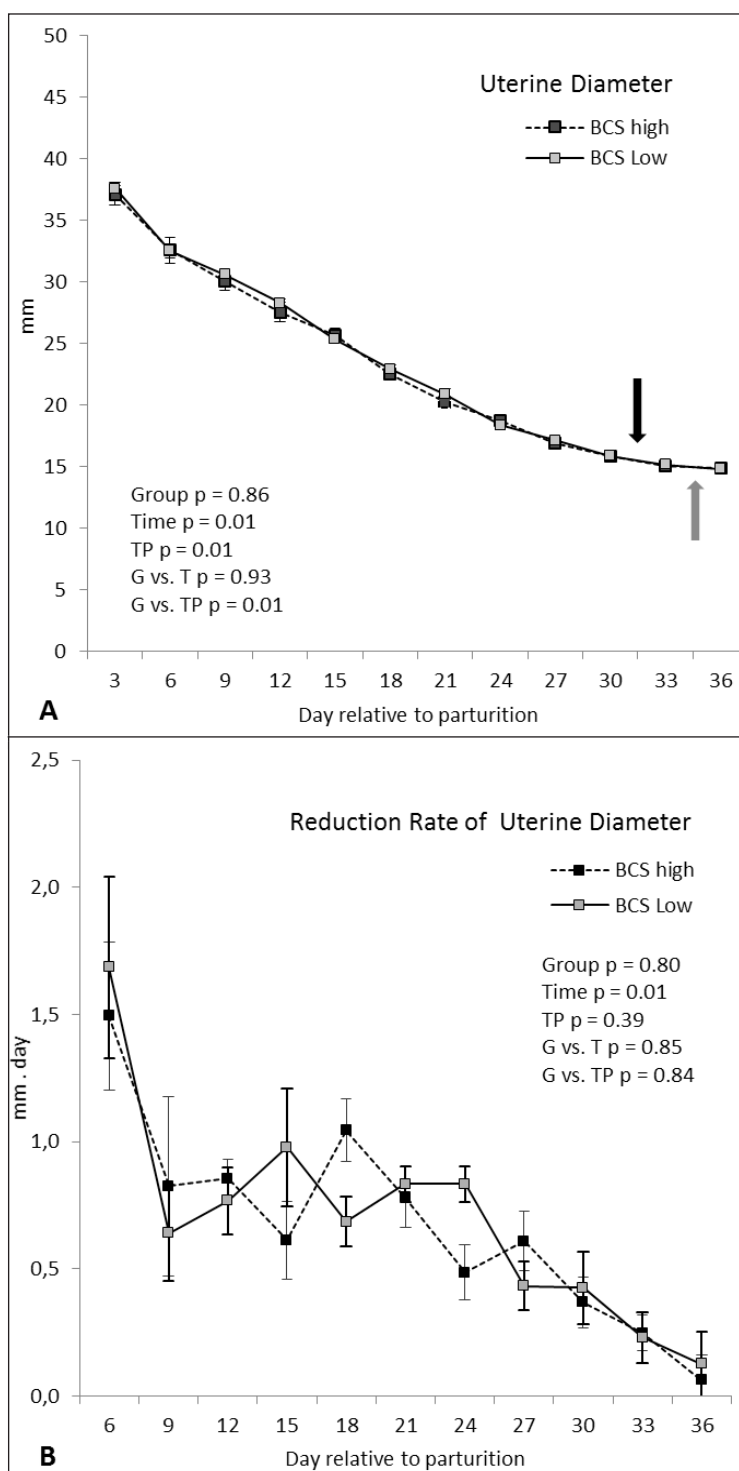 50
45
40
35
30
25
20
15
10
5
0
mm
Uterine Diameter
BCS high
BCS Low
Group p = 0.86
Time p = 0.01
TP p = 0.01
G vs. T p = 0.93
G vs. TP p = 0.01
3 6 9 12 15 18 21 24 27 30 33 36
A
Day relative to parturition
2,5
2,0
1,5
1,0
0,5
0,0
mm . day
Reduction Rate of Uterine Diameter
BCS high
BCS Low
Group p = 0.80
Time p = 0.01
TP p = 0.39
G vs. T p = 0.85
G vs. TP p = 0.84
6 9 12 15 18 21 24 27 30 33 36
B
Day relative to parturition